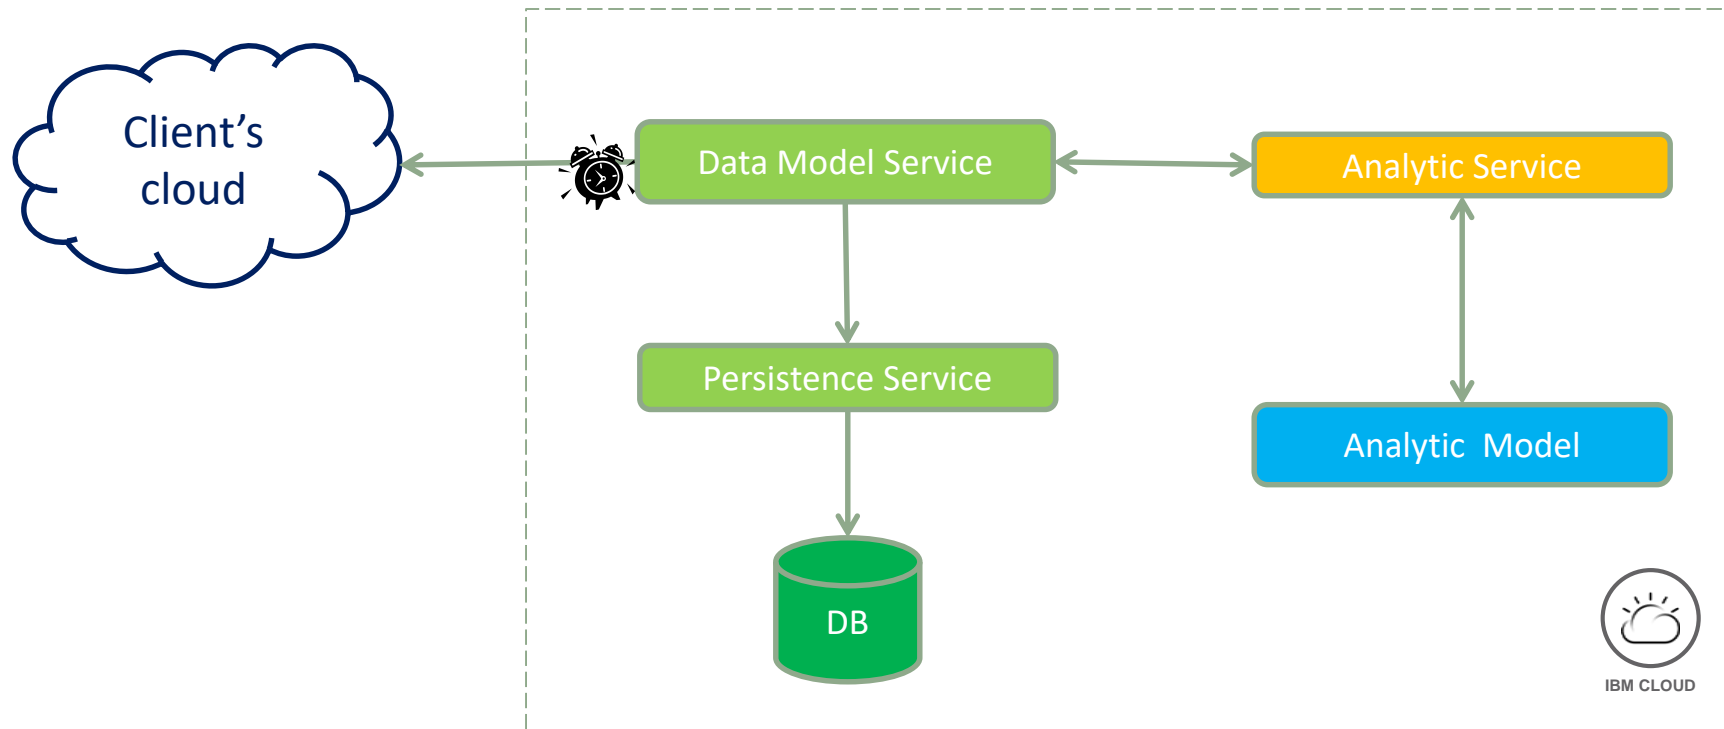 Client’s
cloud
Data Model Service
Analytic Service
Persistence Service
Analytic  Model
DB
IBM CLOUD